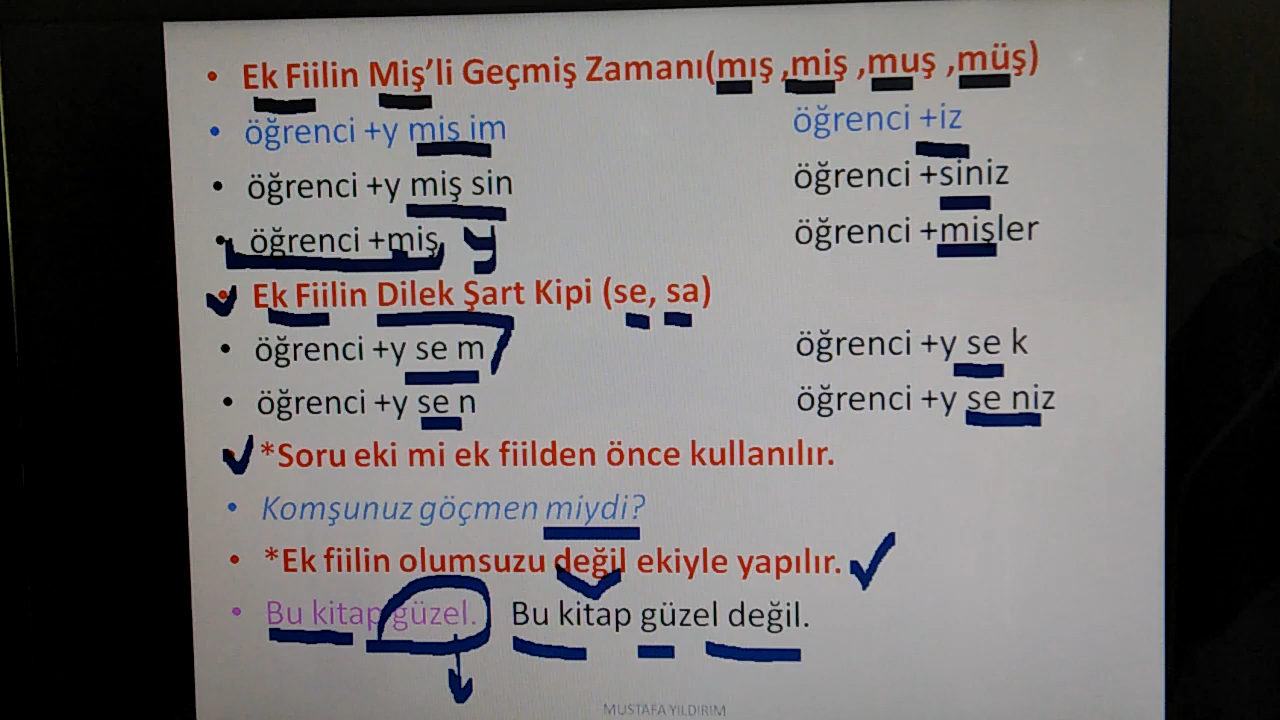 • Ek Fiilin Miş'li Geçmiş Zamanı(mış ,miş ,muş ,müş)
• öğrenci +y mis im öğrenci +iz
• öğrenci +y miş sin öğrenci +siniz
• öğrenci +miş y öğrenci +mişler
• Ek Fiilin Dilek Şart Kipi (se, sa)
• öğrenci +y se m öğrenci +y se k
• öğrenci +y se n öğrenci +y se niz
• *Soru eki mi ek fiilden önce kullanılır.
• Komşunuz göçmen miydi?
• *Ek fiilin olumsuzu değil ekiyle yapılır.
• Bu kitap güzel. Bu kitap güzel değil.
MUSTAFA YILDIRIM